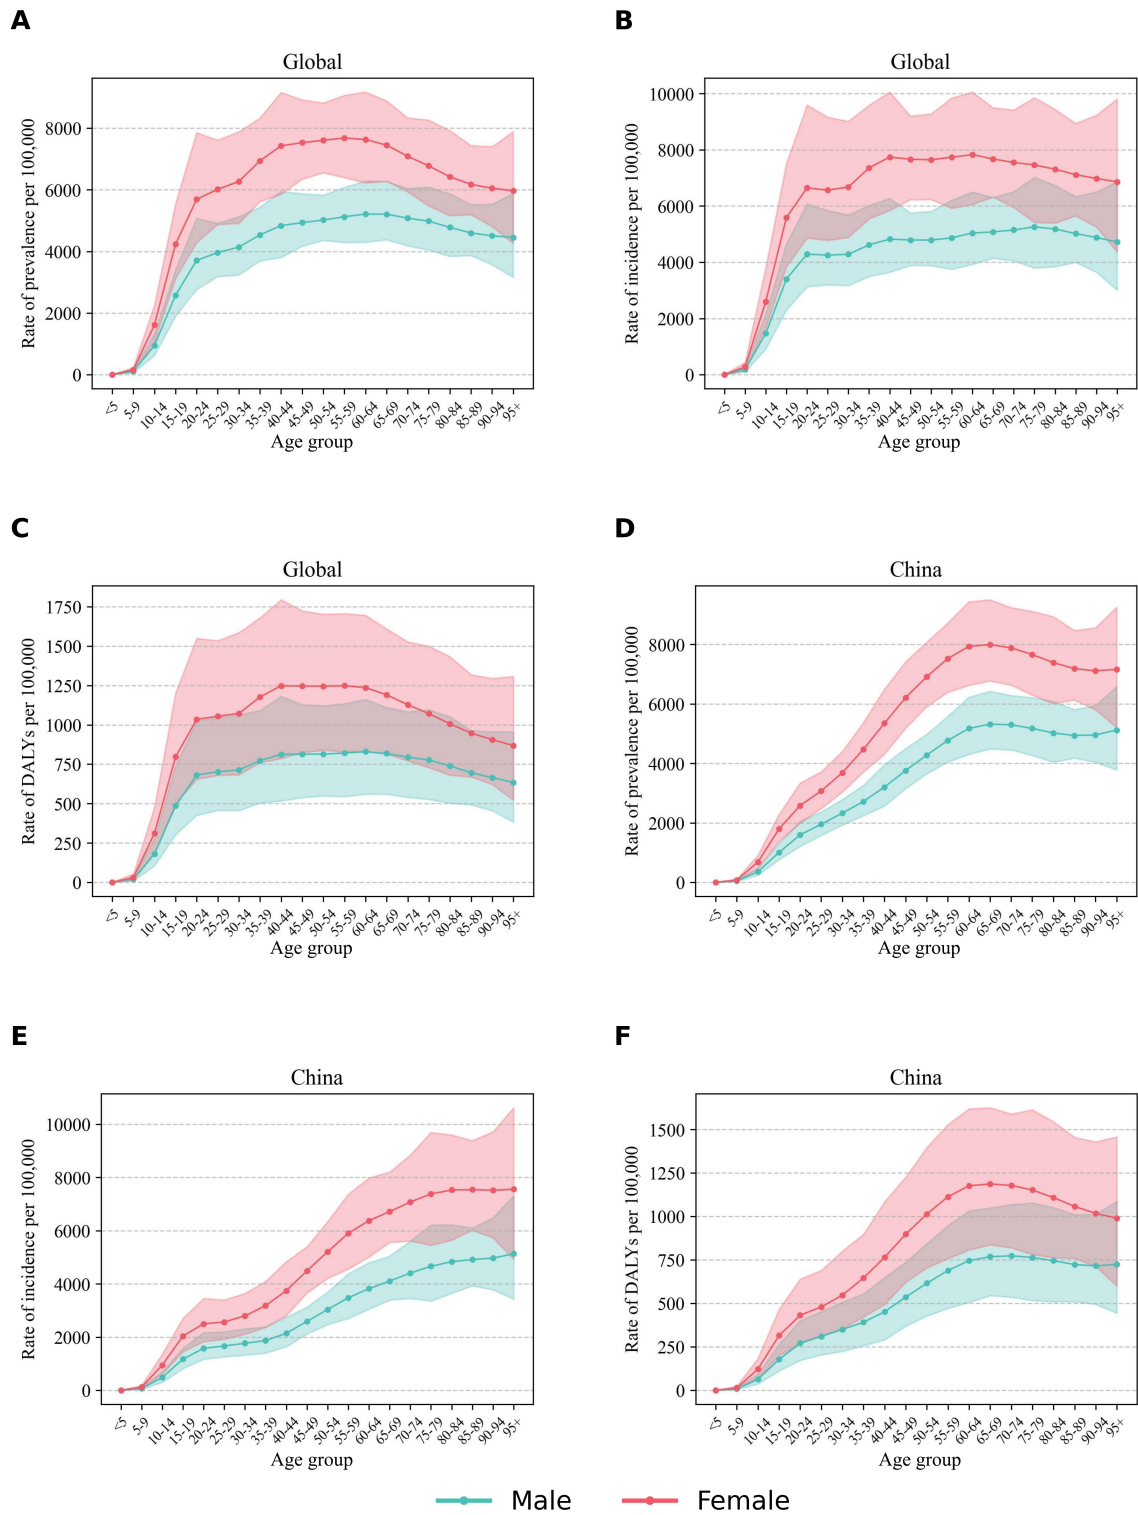 A
Global
Rate of prevalence per 100,000
8000
6000
4000
2000
0
<5 5-9 10-14 15-19 20-24 25-29 30-34 35-39 40-44 45-49 50-54 55-59 60-64 65-69 70-74 75-79 80-84 85-89 90-94 95+
Age group
B
Global
Rate of incidence per 100,000
10000
8000
6000
4000
2000
0
<5 5-9 10-14 15-19 20-24 25-29 30-34 35-39 40-44 45-49 50-54 55-59 60-64 65-69 70-74 75-79 80-84 85-89 90-94 95+
Age group
C
Global
Rate of DALYs per 100,000
1750
1500
1250
1000
750
500
250
0
<5 5-9 10-14 15-19 20-24 25-29 30-34 35-39 40-44 45-49 50-54 55-59 60-64 65-69 70-74 75-79 80-84 85-89 90-94 95+
Age group
D
China
Rate of prevalence per 100,000
8000
6000
4000
2000
0
<5 5-9 10-14 15-19 20-24 25-29 30-34 35-39 40-44 45-49 50-54 55-59 60-64 65-69 70-74 75-79 80-84 85-89 90-94 95+
Age group
E
China
Rate of incidence per 100,000
10000
8000
6000
4000
2000
0
<5 5-9 10-14 15-19 20-24 25-29 30-34 35-39 40-44 45-49 50-54 55-59 60-64 65-69 70-74 75-79 80-84 85-89 90-94 95+
Age group
F
China
Rate of DALYs per 100,000
1500
1250
1000
750
500
250
0
<5 5-9 10-14 15-19 20-24 25-29 30-34 35-39 40-44 45-49 50-54 55-59 60-64 65-69 70-74 75-79 80-84 85-89 90-94 95+
Age group
Male Female